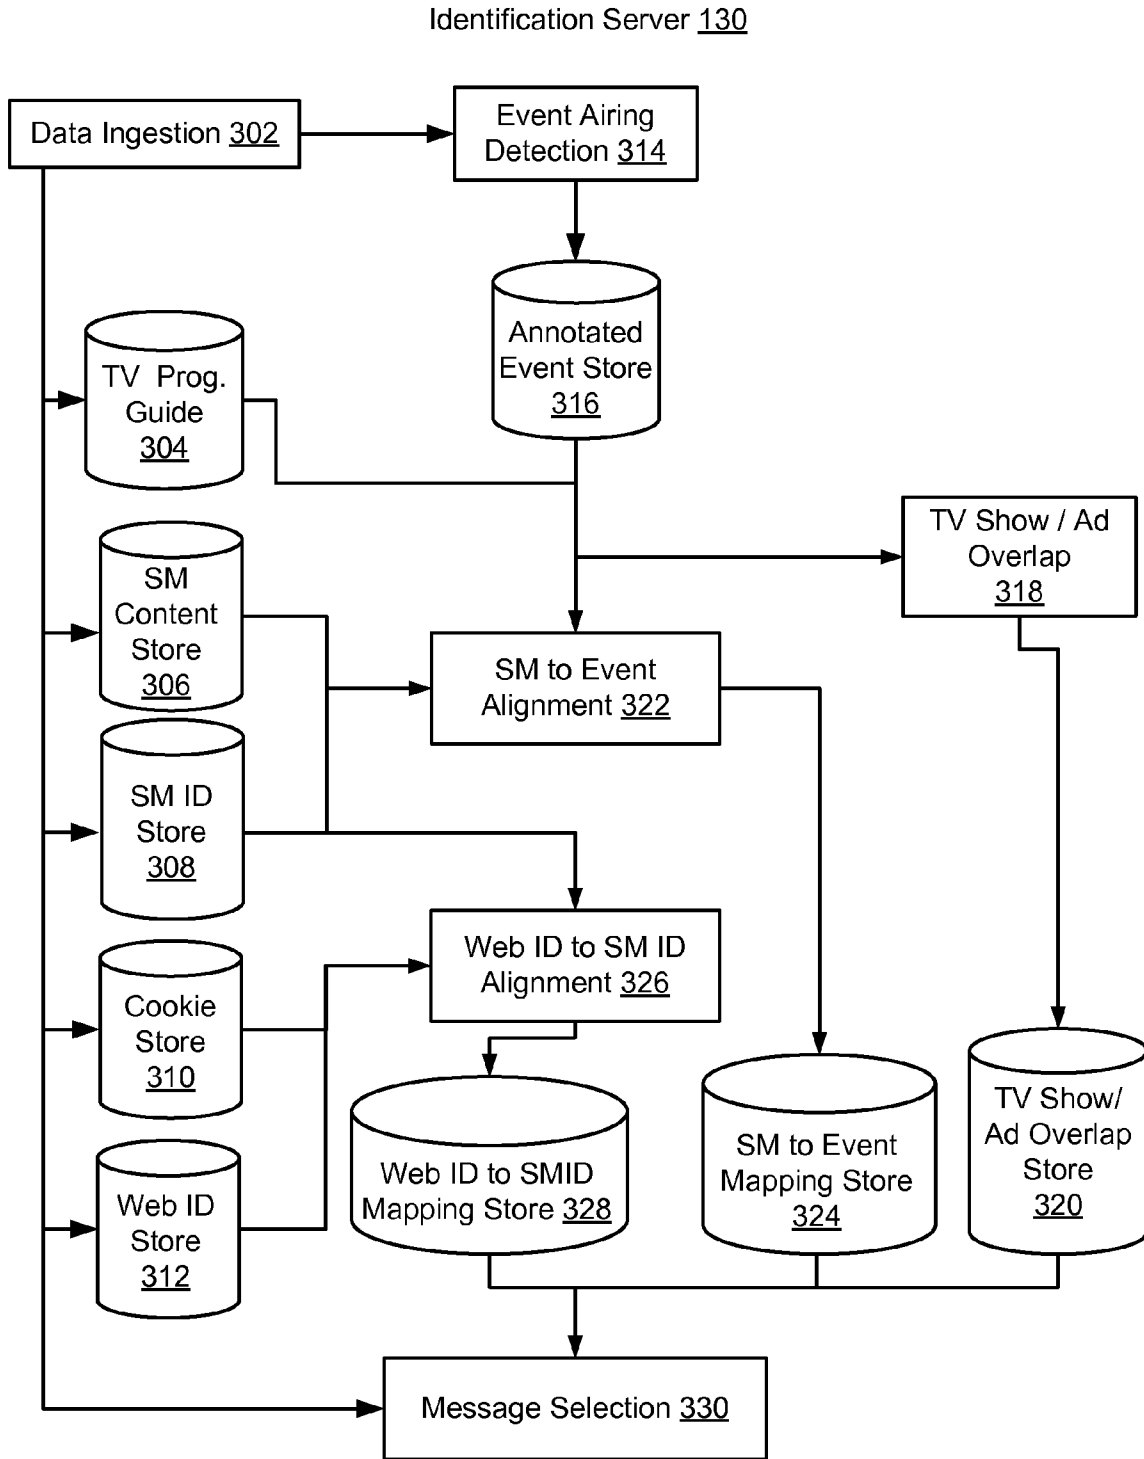 Identification Server 130
Data Ingestion 302
Event Airing
Detection 314
Annotated
Event Store
316
TV Prog.
Guide
304
TV Show / Ad
Overlap
318
SM
Content
Store
306
SM to Event
Alignment 322
SM ID
Store
308
Web ID to SM ID
Alignment 326
Cookie
Store
310
TV Show/
Ad Overlap
Store
320
SM to Event
Mapping Store
324
Web ID to SMID
Mapping Store 328
Web ID
Store
312
Message Selection 330